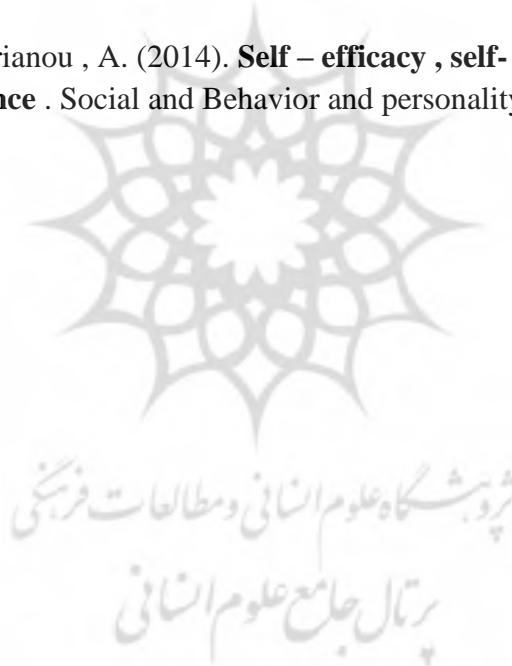 rianou , A. (2014). Self – efficacy , self-
nce . Social and Behavior and personality
پژوهشگاه علوم انسانی و مطالعات فرهنگی
پرتال جامع علوم انسانی